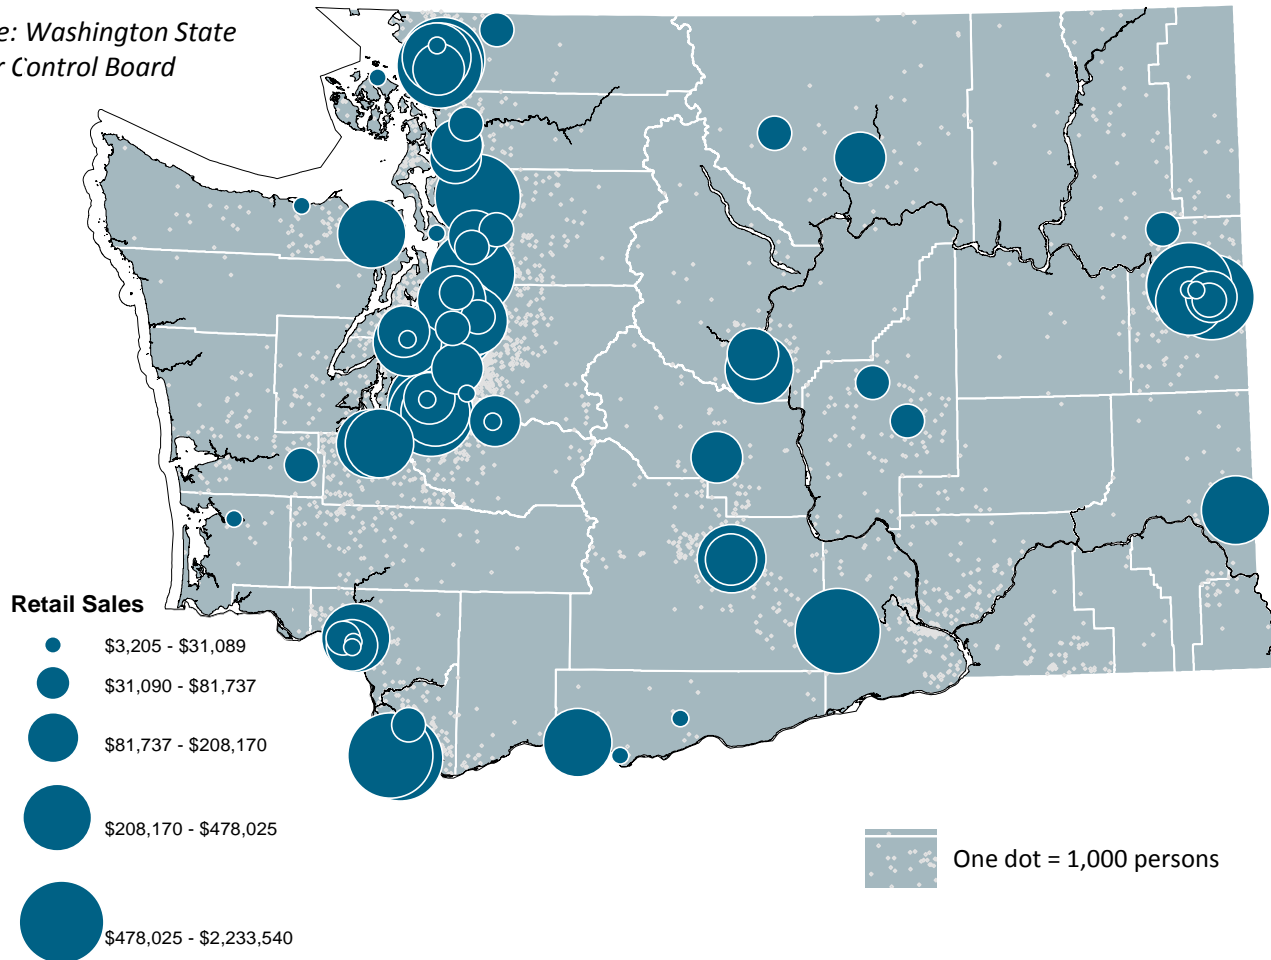 e: Washington State
r Control Board
Retail Sales
$3,205 - $31,089
$31,090 - $81,737
$81,737 - $208,170
$208,170 - $478,025
$478,025 - $2,233,540
One dot = 1,000 persons